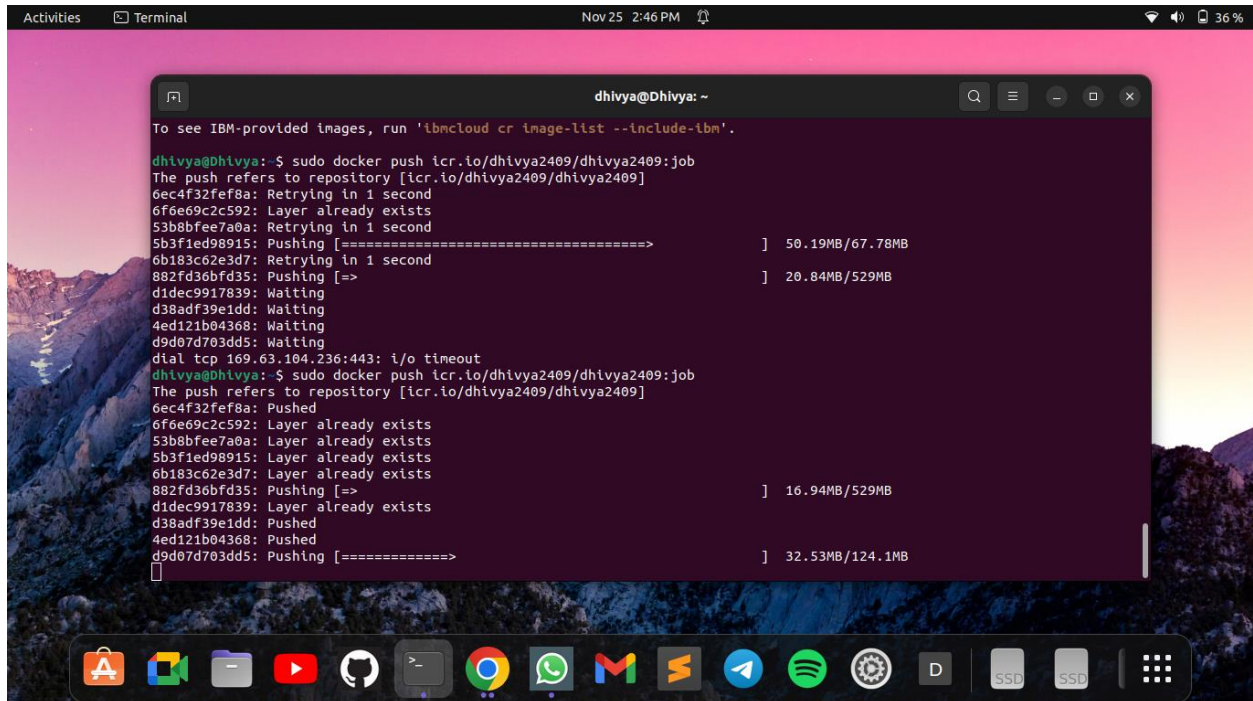 Activities Terminal Nov 25 2:46 PM 36 %
dhivya@Dhivya: ~
To see IBM-provided images, run 'ibmcloud cr image-list --include-ibm'.
dhivya@Dhivya:~$ sudo docker push icr.io/dhivya2409/dhivya2409:job
The push refers to repository [icr.io/dhivya2409/dhivya2409]
6ec4f32fef8a: Retrying in 1 second
6f6e69c2c592: Layer already exists
53b8bfee7a0a: Retrying in 1 second
5b3f1ed98915: Pushing [=====================================>             ]  50.19MB/67.78MB
6b183c62e3d7: Retrying in 1 second
882fd36bfd35: Pushing [=>                                                 ]  20.84MB/529MB
d1dec9917839: Waiting
d38adf39e1dd: Waiting
4ed121b04368: Waiting
d9d07d703dd5: Waiting
dial tcp 169.63.104.236:443: i/o timeout
dhivya@Dhivya:~$ sudo docker push icr.io/dhivya2409/dhivya2409:job
The push refers to repository [icr.io/dhivya2409/dhivya2409]
6ec4f32fef8a: Pushed
6f6e69c2c592: Layer already exists
53b8bfee7a0a: Layer already exists
5b3f1ed98915: Layer already exists
6b183c62e3d7: Layer already exists
882fd36bfd35: Pushing [=>                                                 ]  16.94MB/529MB
d1dec9917839: Layer already exists
d38adf39e1dd: Pushed
4ed121b04368: Pushed
d9d07d703dd5: Pushing [=============>                                     ]  32.53MB/124.1MB
A >_ D SSD SSD